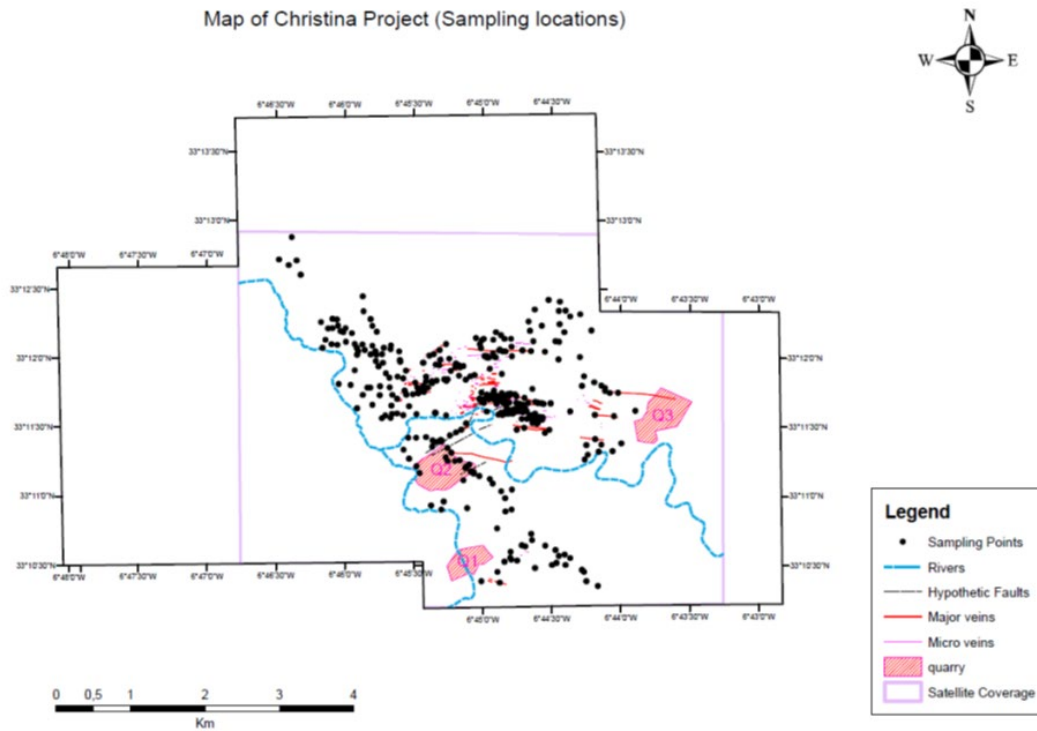 Map of Christina Project (Sampling locations)
N
W E
S
6°46'30"W 6°46'0"W 6°45'30"W 6°45'0"W 6°44'30"W
33°13'30"N 33°13'30"N
33°13'0"N 33°13'0"N
6°48'0"W 6°47'30"W 6°47'0"W
33°12'30"N
6°44'0"W 6°43'30"W 6°43'0"W
33°12'0"N 33°12'0"N
Q3
33°11'30"N 33°11'30"N
Q2
33°11'0"N 33°11'0"N
Q1
33°10'30"N 33°10'30"N
6°48'0"W 6°47'30"W 6°47'0"W 6°46'30"W 6°46'0"W 6°45'30"W
6°45'0"W 6°44'30"W 6°44'0"W 6°43'30"W 6°43'0"W
Legend
Sampling Points
Rivers
Hypothetic Faults
Major veins
Micro veins
quarry
Satellite Coverage
0 0,5 1 2 3 4
Km